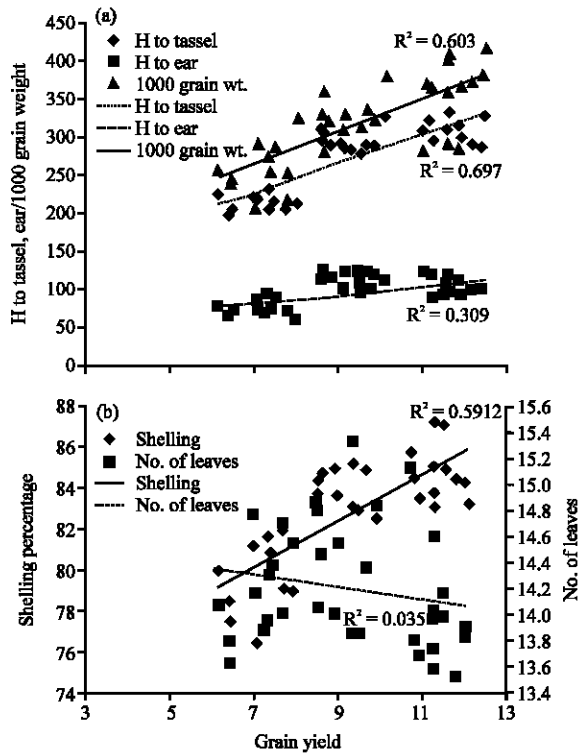 (a)
H to tassel
H to ear
1000 grain wt.
H to tassel
H to ear
1000 grain wt.
R² = 0.603
R² = 0.697
R² = 0.309
H to tassel, ear/1000 grain weight
450
400
350
300
250
200
150
100
50
0
(b)
Shelling
No. of leaves
Shelling
No. of leaves
R² = 0.5912
R² = 0.035
Shelling percentage
88
86
84
82
80
78
76
74
15.6
15.4
15.2
15.0
14.8
14.6
14.4
14.2
14.0
13.8
13.6
13.4
No. of leaves
3 5 7 9 11 13
Grain yield